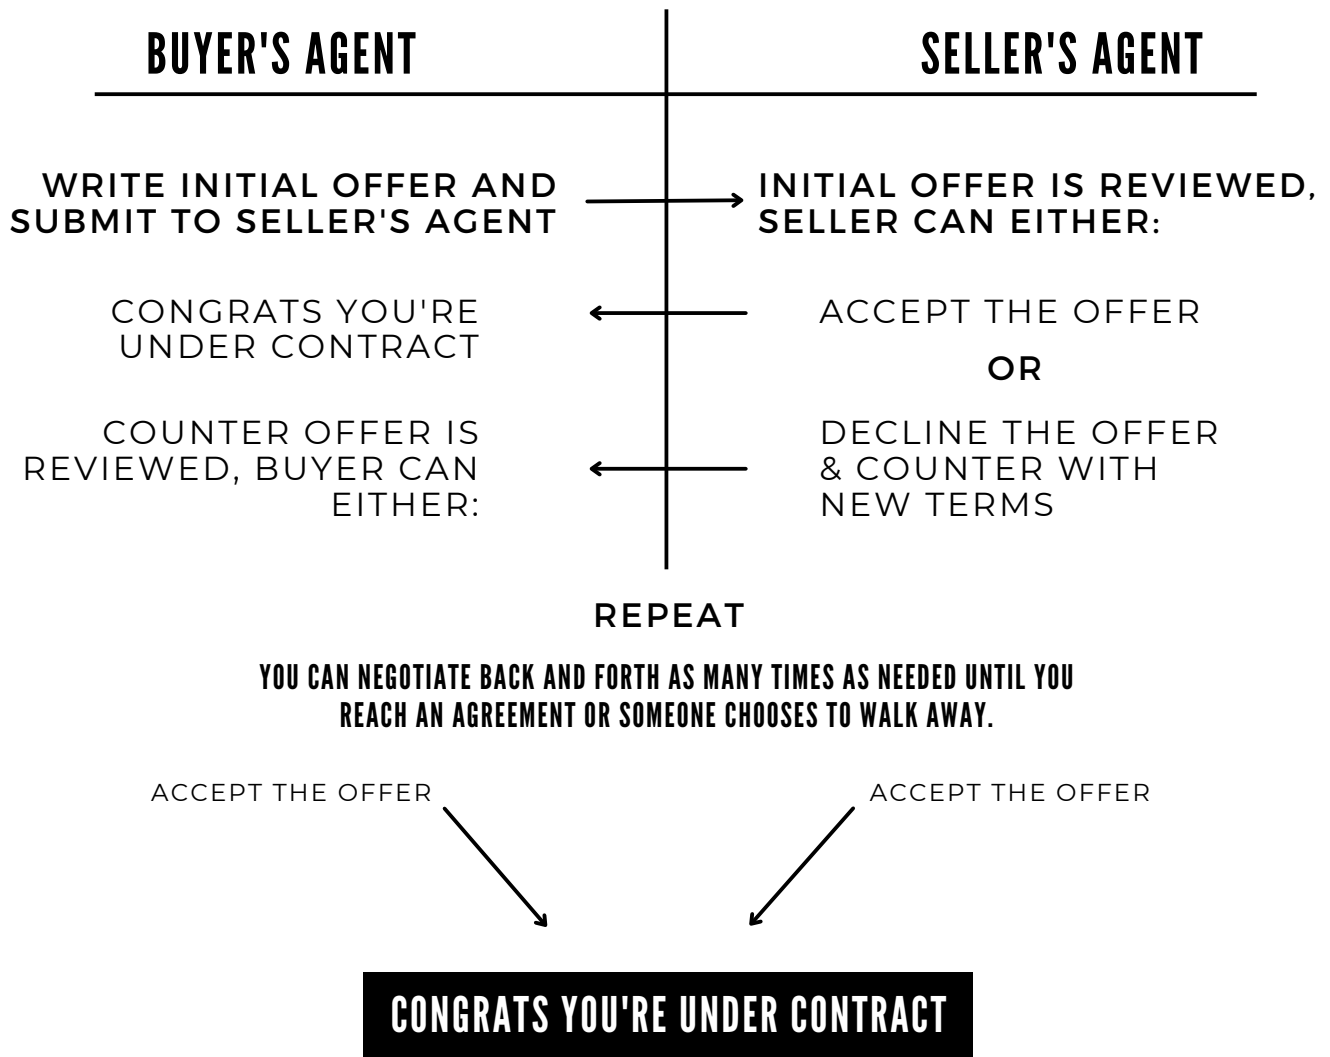 BUYER'S AGENT
SELLER'S AGENT
WRITE INITIAL OFFER AND
SUBMIT TO SELLER'S AGENT
INITIAL OFFER IS REVIEWED,
SELLER CAN EITHER:
CONGRATS YOU'RE
UNDER CONTRACT
ACCEPT THE OFFER
OR
COUNTER OFFER IS
REVIEWED, BUYER CAN
EITHER:
DECLINE THE OFFER
& COUNTER WITH
NEW TERMS
REPEAT
YOU CAN NEGOTIATE BACK AND FORTH AS MANY TIMES AS NEEDED UNTIL YOU
REACH AN AGREEMENT OR SOMEONE CHOOSES TO WALK AWAY.
ACCEPT THE OFFER
ACCEPT THE OFFER
CONGRATS YOU'RE UNDER CONTRACT